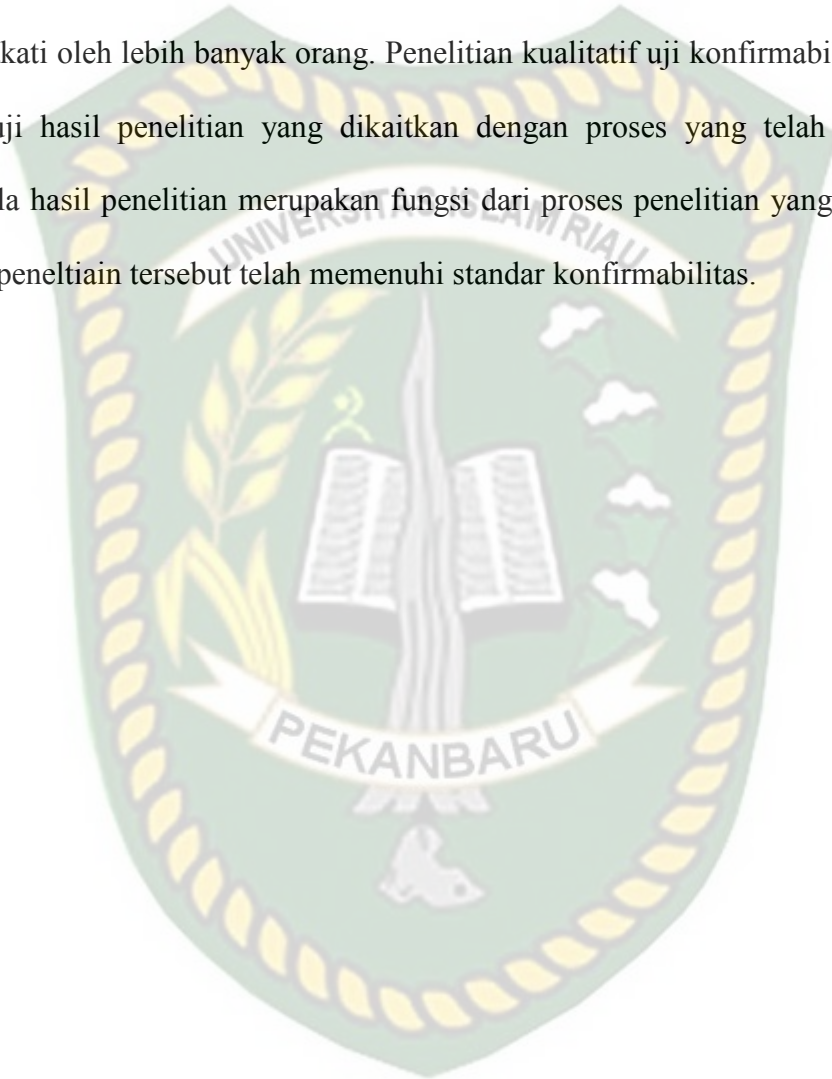 kati oleh lebih banyak orang. Penelitian kualitatif uji konfirmabi
uji hasil penelitian yang dikaitkan dengan proses yang telah
la hasil penelitian merupakan fungsi dari proses penelitian yang
peneltiain tersebut telah memenuhi standar konfirmabilitas.
UNIVERSITAS ISLAM RIAU
PEKANBARU